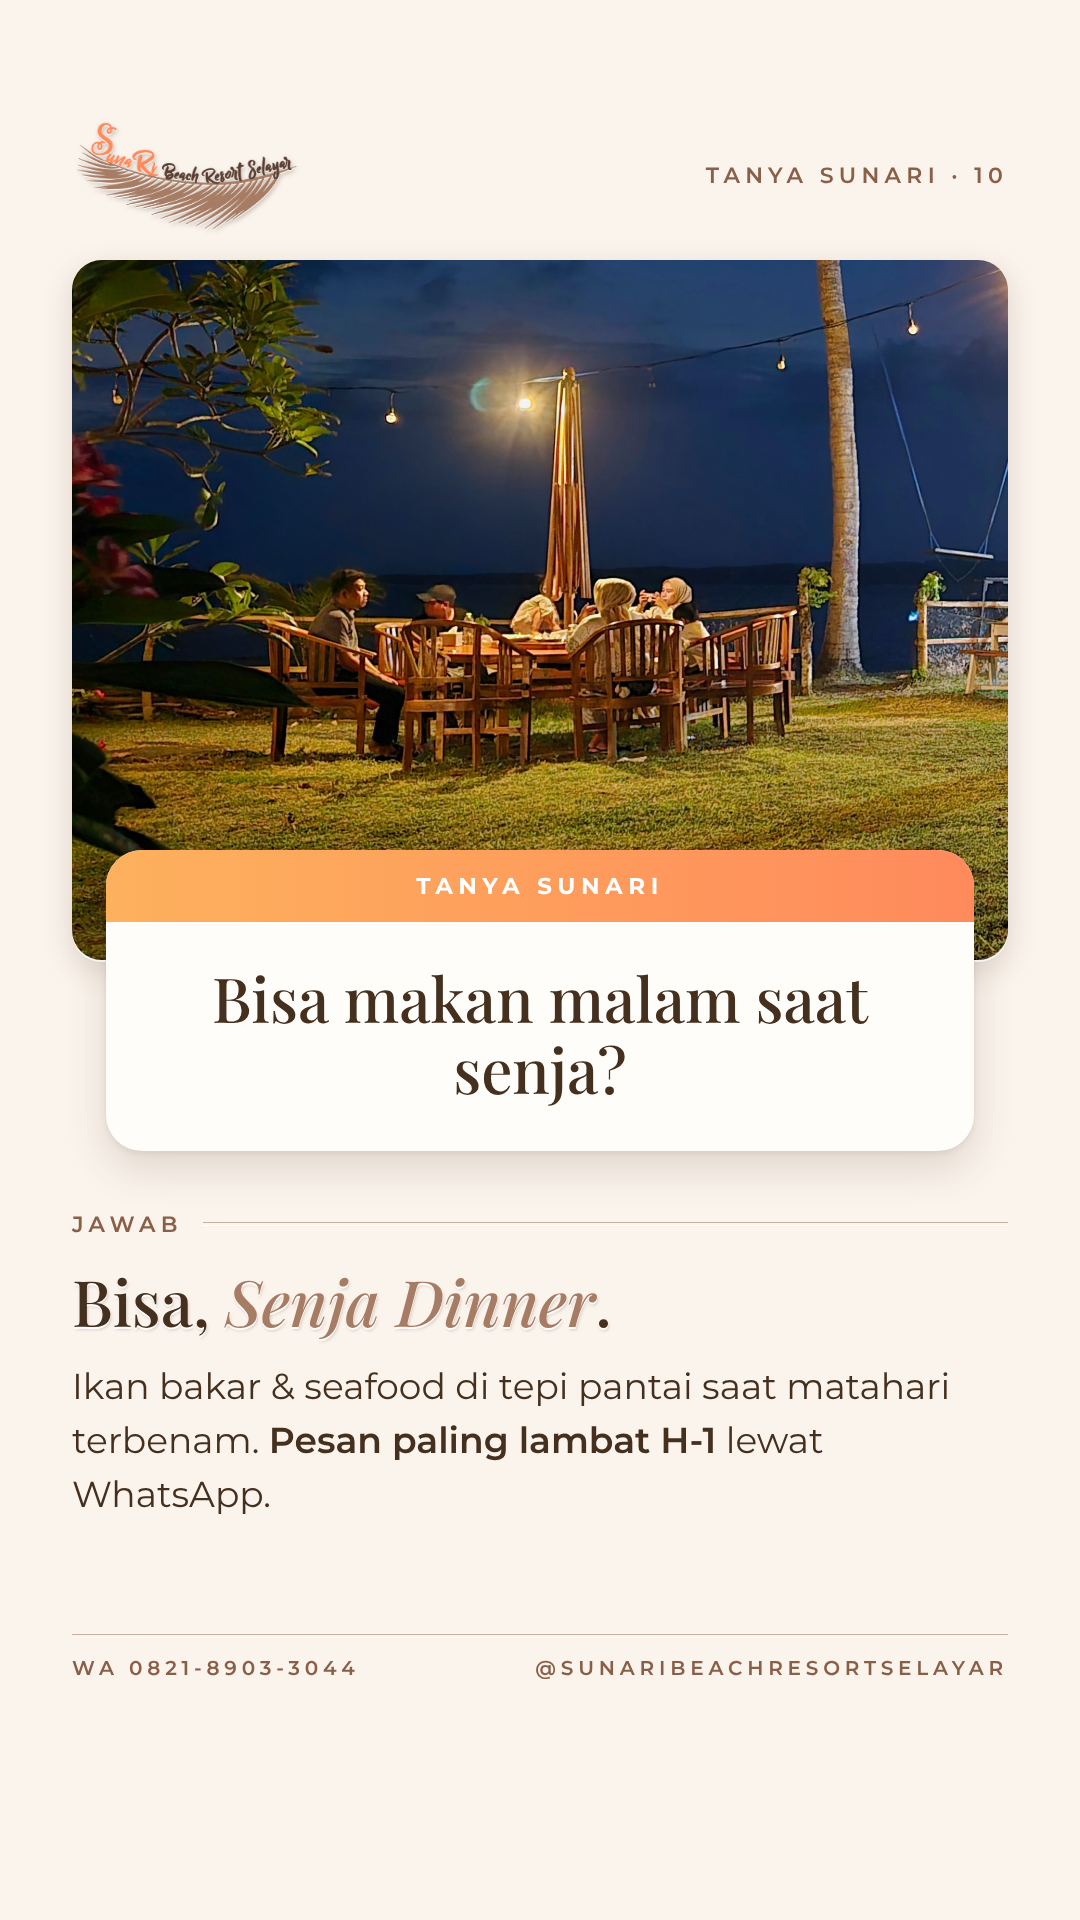 SunaRi Beach Resort Selayar
TANYA SUNARI · 10
TANYA SUNARI
Bisa makan malam saat
senja?
JAWAB
Bisa, Senja Dinner.
Ikan bakar & seafood di tepi pantai saat matahari
terbenam. Pesan paling lambat H-1 lewat
WhatsApp.
WA 0821-8903-3044
@SUNARIBEACHRESORTSELAYAR